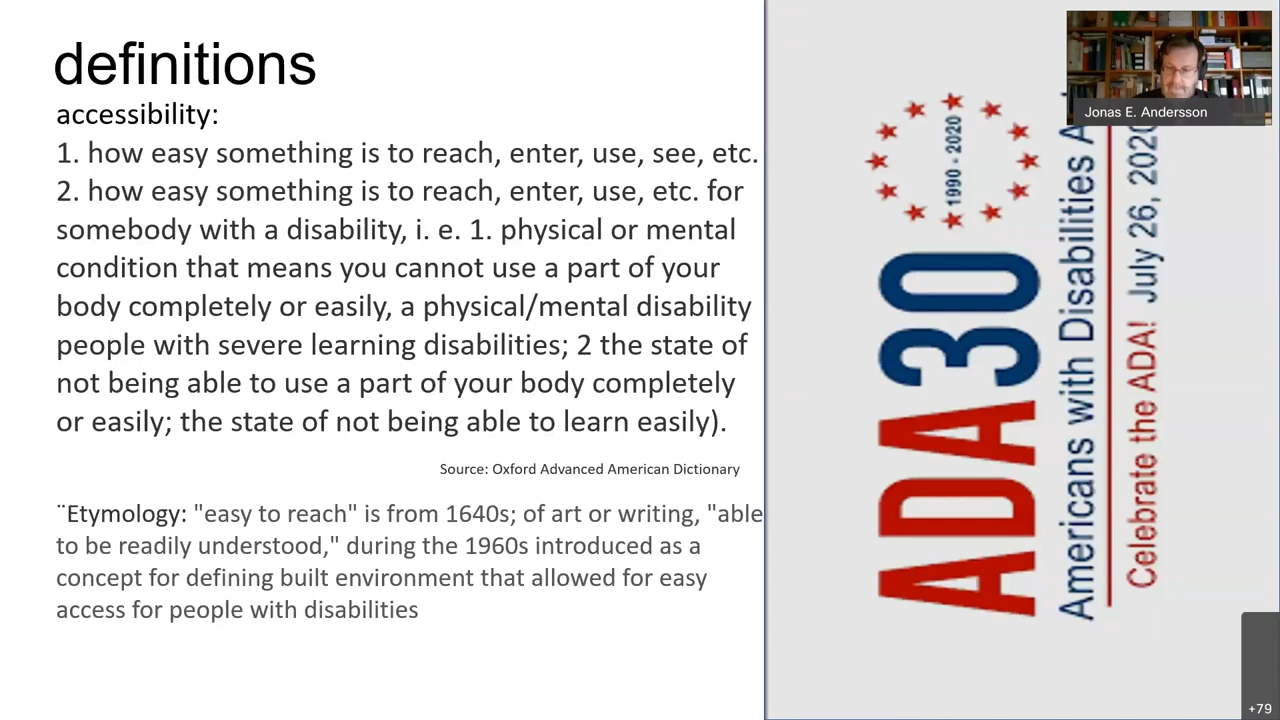 definitions
accessibility:
1. how easy something is to reach, enter, use, see, etc.
2. how easy something is to reach, enter, use, etc. for
somebody with a disability, i. e. 1. physical or mental
condition that means you cannot use a part of your
body completely or easily, a physical/mental disability
people with severe learning disabilities; 2 the state of
not being able to use a part of your body completely
or easily; the state of not being able to learn easily).
Source: Oxford Advanced American Dictionary
¨Etymology: "easy to reach" is from 1640s; of art or writing, "able
to be readily understood," during the 1960s introduced as a
concept for defining built environment that allowed for easy
access for people with disabilities
ADA30
1990 - 2020
Americans with Disabilities A
Celebrate the ADA! July 26, 2020
Jonas E. Andersson
+79